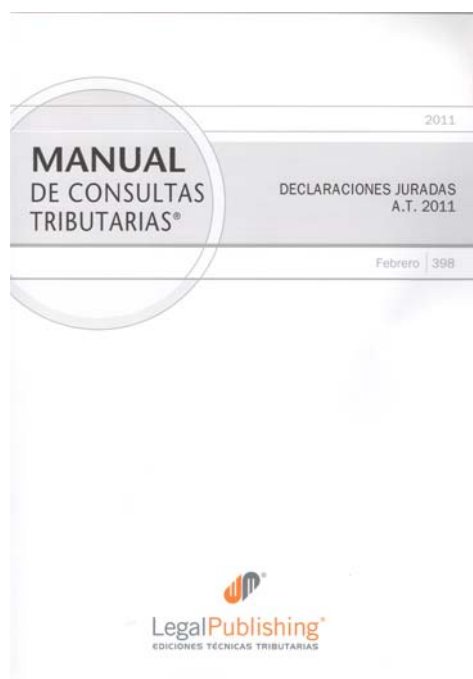 2011
MANUAL
DE CONSULTAS
TRIBUTARIAS®
DECLARACIONES JURADAS
A.T. 2011
Febrero 398
LegalPublishing®
EDICIONES TÉCNICAS TRIBUTARIAS